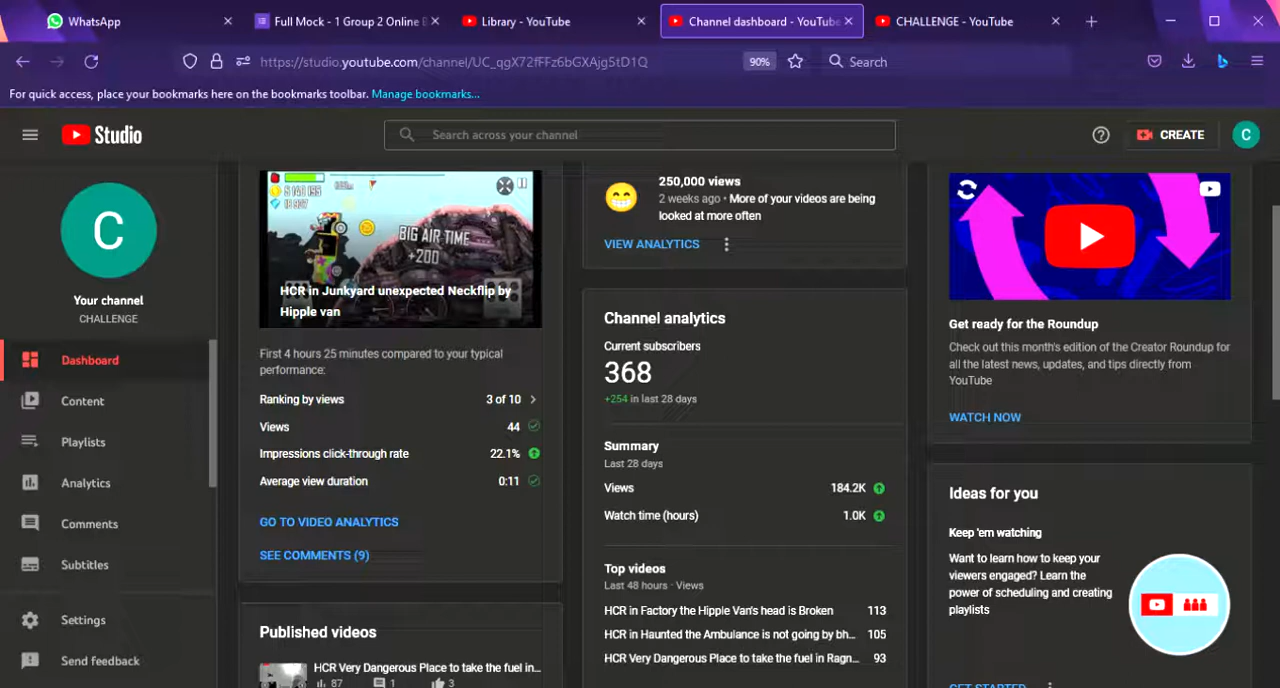 WhatsApp
Full Mock - 1 Group 2 Online E
Library - YouTube
Channel dashboard - YouTube
CHALLENGE - YouTube
https://studio.youtube.com/channel/UC_qgX72fFFz6bGXAjg5tD1Q
90%
Search
For quick access, place your bookmarks here on the bookmarks toolbar. Manage bookmarks...
Studio
Search across your channel
CREATE
C
C
Your channel
CHALLENGE
Dashboard
Content
Playlists
Analytics
Comments
Subtitles
Settings
Send feedback
BIG AIR TIME
+200
HCR in Junkyard unexpected Neckflip by
Hipple van
First 4 hours 25 minutes compared to your typical
performance:
Ranking by views 3 of 10
Views 44
Impressions click-through rate 22.1%
Average view duration 0:11
GO TO VIDEO ANALYTICS
SEE COMMENTS (9)
Published videos
HCR Very Dangerous Place to take the fuel in...
87 1 3
250,000 views
2 weeks ago • More of your videos are being
looked at more often
VIEW ANALYTICS
Channel analytics
Current subscribers
368
+254 in last 28 days
Summary
Last 28 days
Views 184.2K
Watch time (hours) 1.0K
Top videos
Last 48 hours · Views
HCR in Factory the Hippie Van's head is Broken 113
HCR in Haunted the Ambulance is not going by bh... 105
HCR Very Dangerous Place to take the fuel in Ragn... 93
Get ready for the Roundup
Check out this month's edition of the Creator Roundup for
all the latest news, updates, and tips directly from
YouTube
WATCH NOW
Ideas for you
Keep 'em watching
Want to learn how to keep your
viewers engaged? Learn the
power of scheduling and creating
playlists
GET STARTED